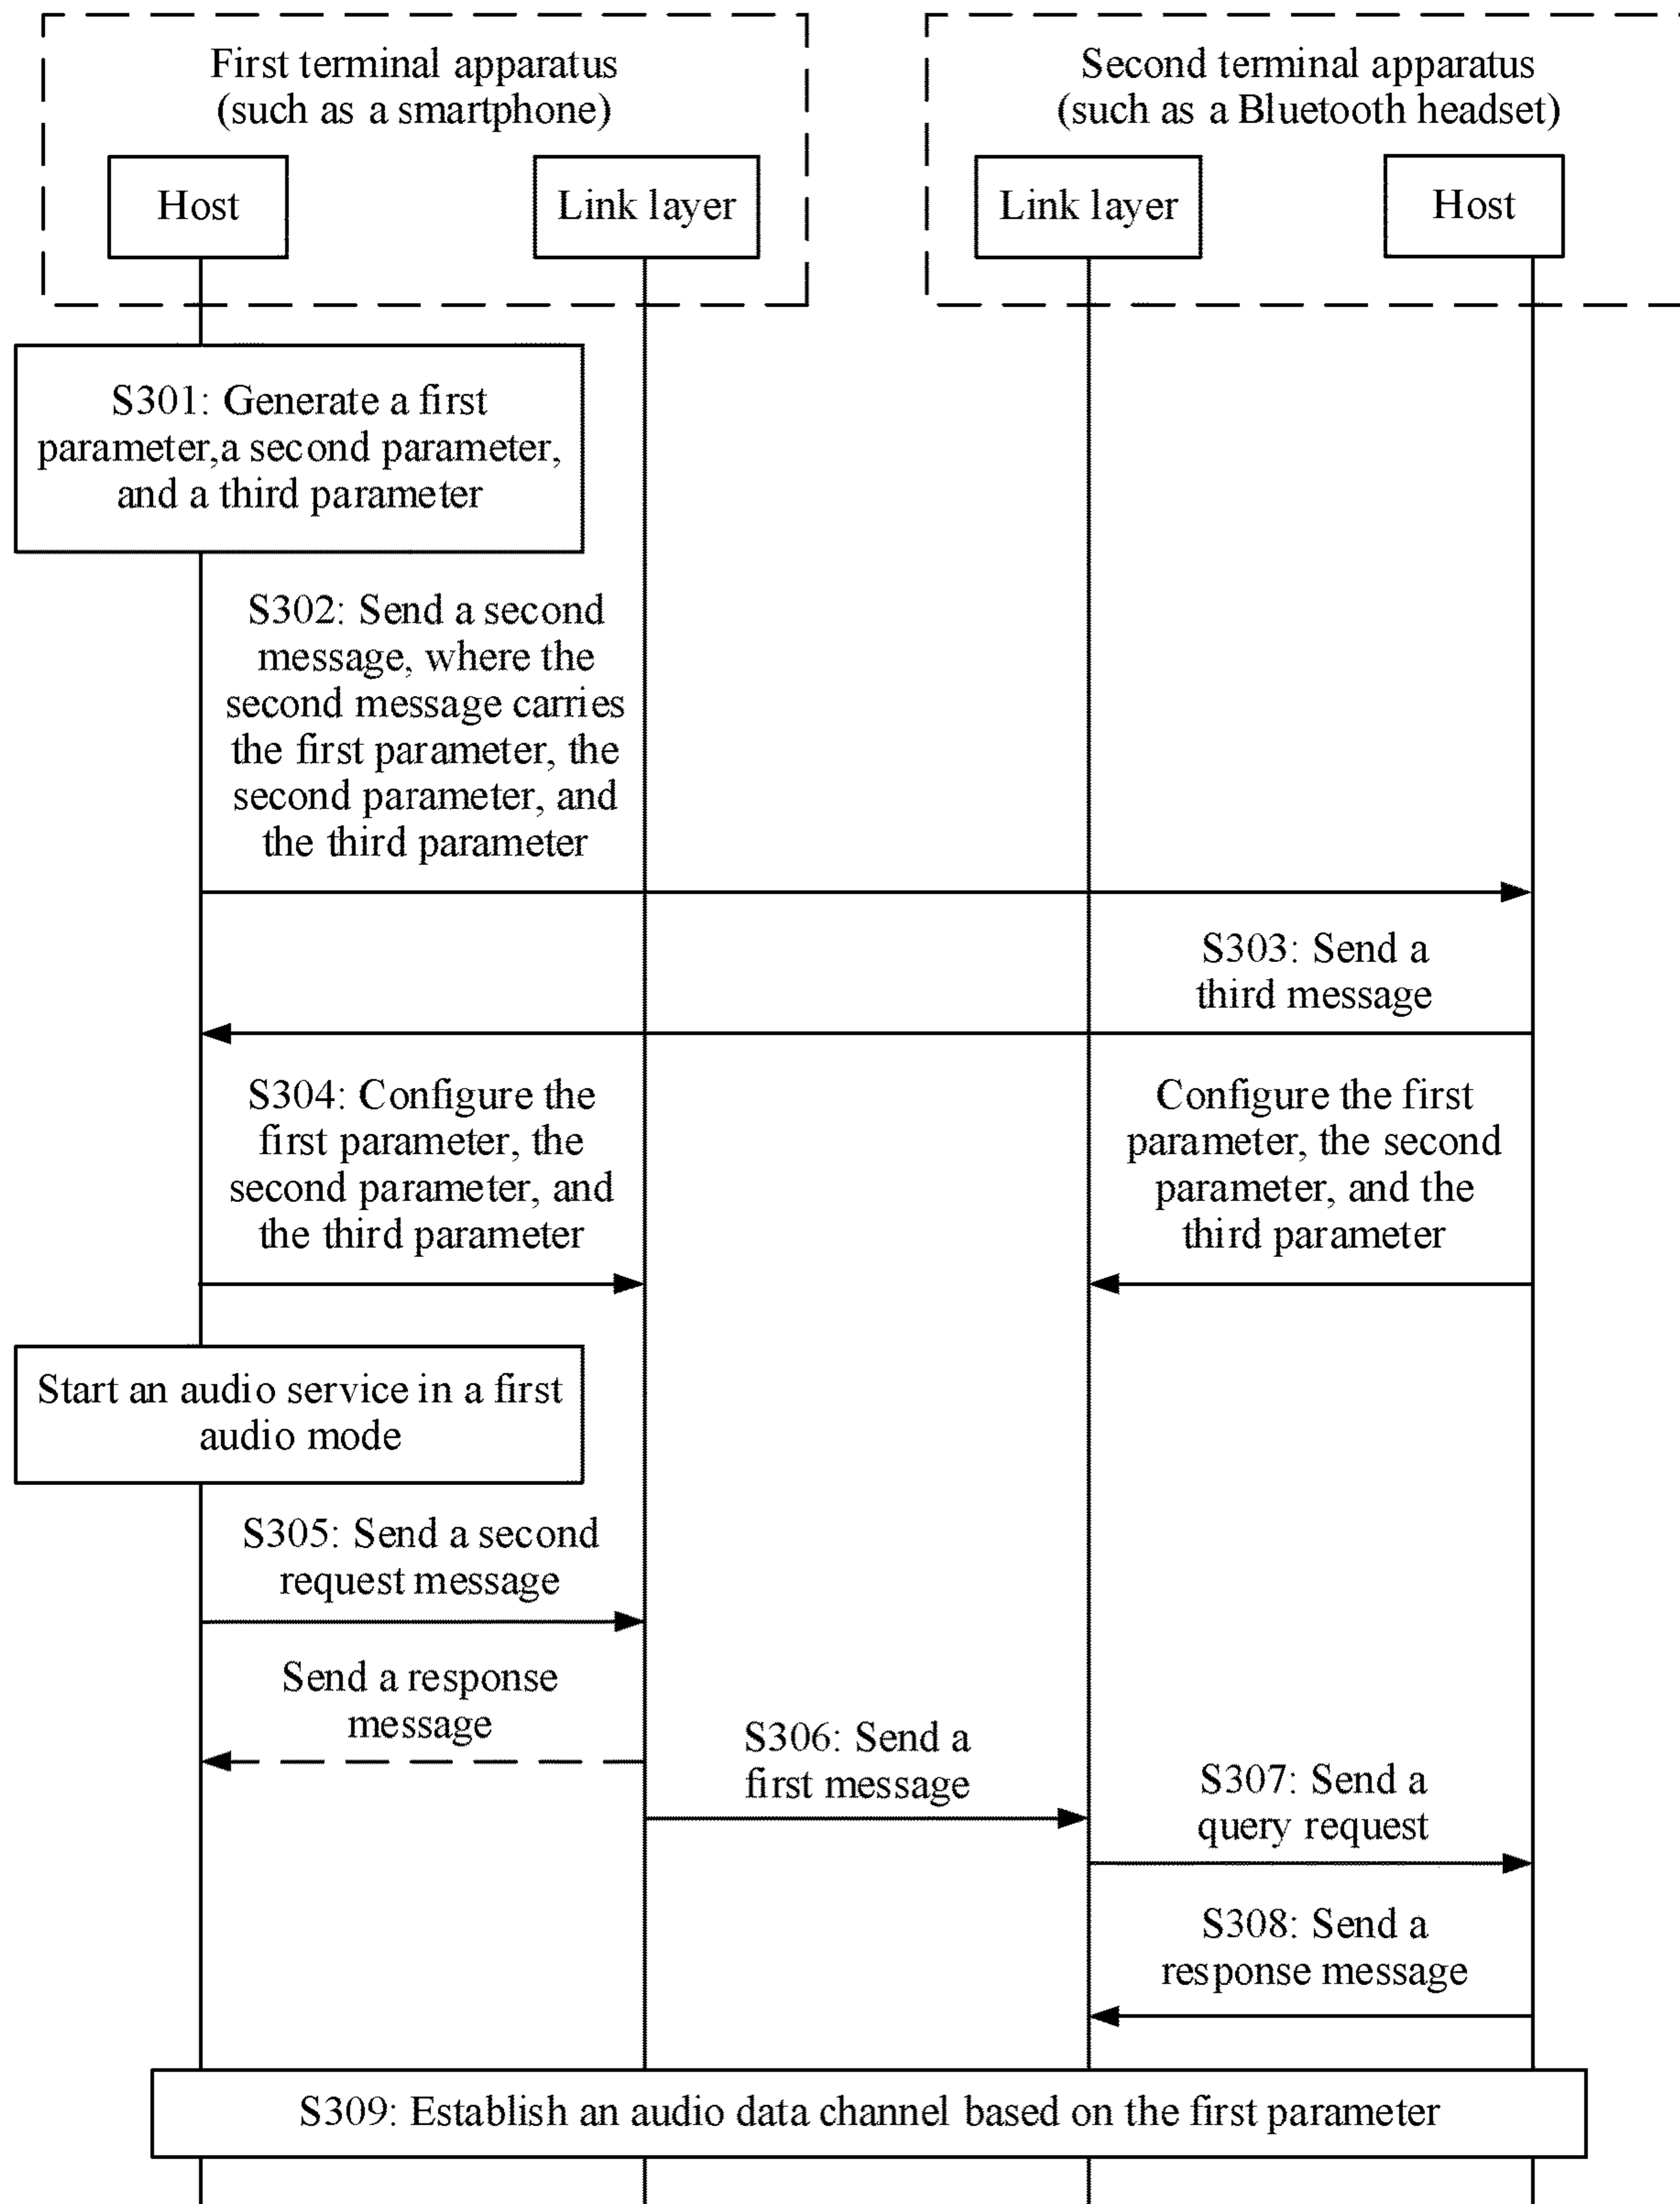 First terminal apparatus
(such as a smartphone)
Second terminal apparatus
(such as a Bluetooth headset)
Host
Link layer
Link layer
Host
S301: Generate a first
parameter,a second parameter,
and a third parameter
S302: Send a second
message, where the
second message carries
the first parameter, the
second parameter, and
the third parameter
S303: Send a
third message
S304: Configure the
first parameter, the
second parameter, and
the third parameter
Configure the first
parameter, the second
parameter, and the
third parameter
Start an audio service in a first
audio mode
S305: Send a second
request message
Send a response
message
S306: Send a
first message
S307: Send a
query request
S308: Send a
response message
S309: Establish an audio data channel based on the first parameter